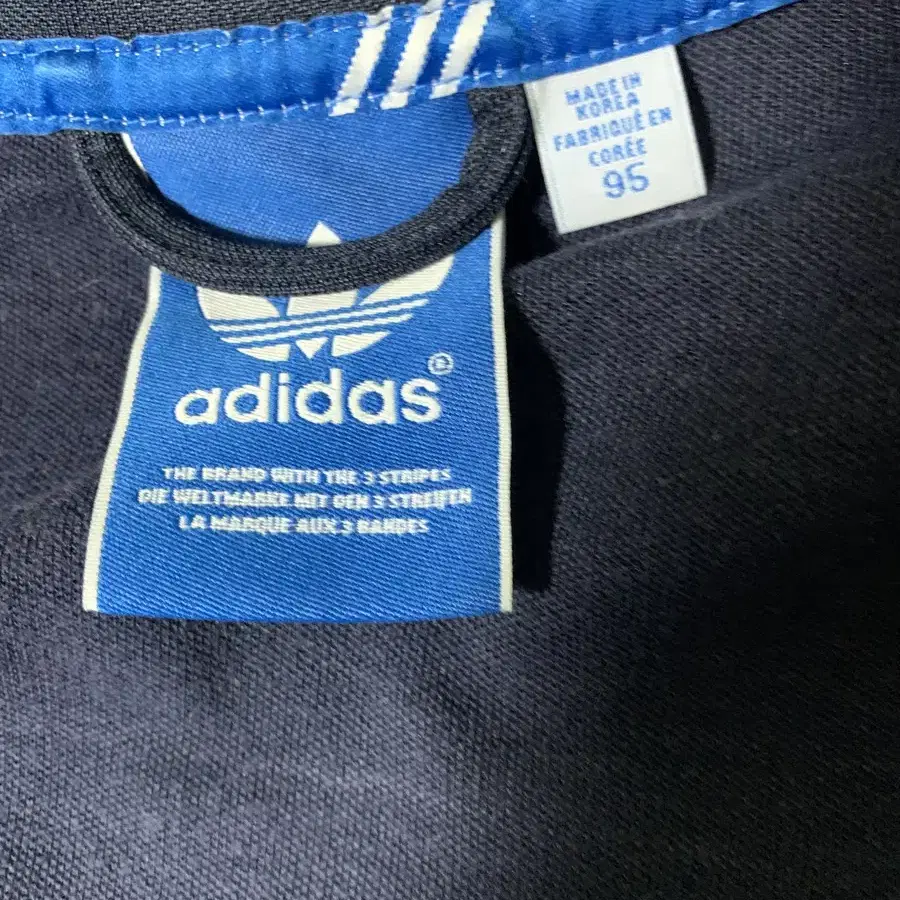 MADE IN
KOREA
FABRIQUÉ EN
CORÉE
95
adidas®
THE BRAND WITH THE 3 STRIPES
DIE WELTMARKE MIT DEN 3 STREIFEN
LA MARQUE AUX 3 BANDES